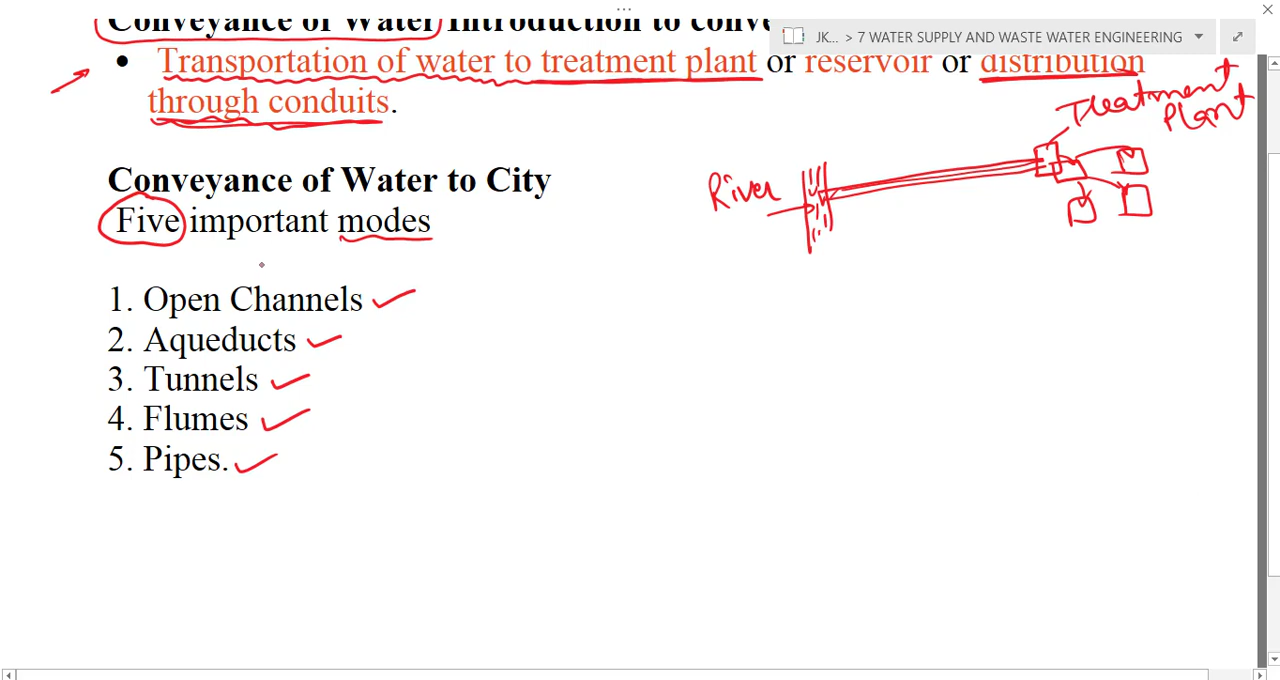 Conveyance of Water Introduction to conve
JK... > 7 WATER SUPPLY AND WASTE WATER ENGINEERING
• Transportation of water to treatment plant or reservoir or distribution
through conduits.
Treatment
Plant
River
Conveyance of Water to City
Five important modes
1. Open Channels
2. Aqueducts
3. Tunnels
4. Flumes
5. Pipes.